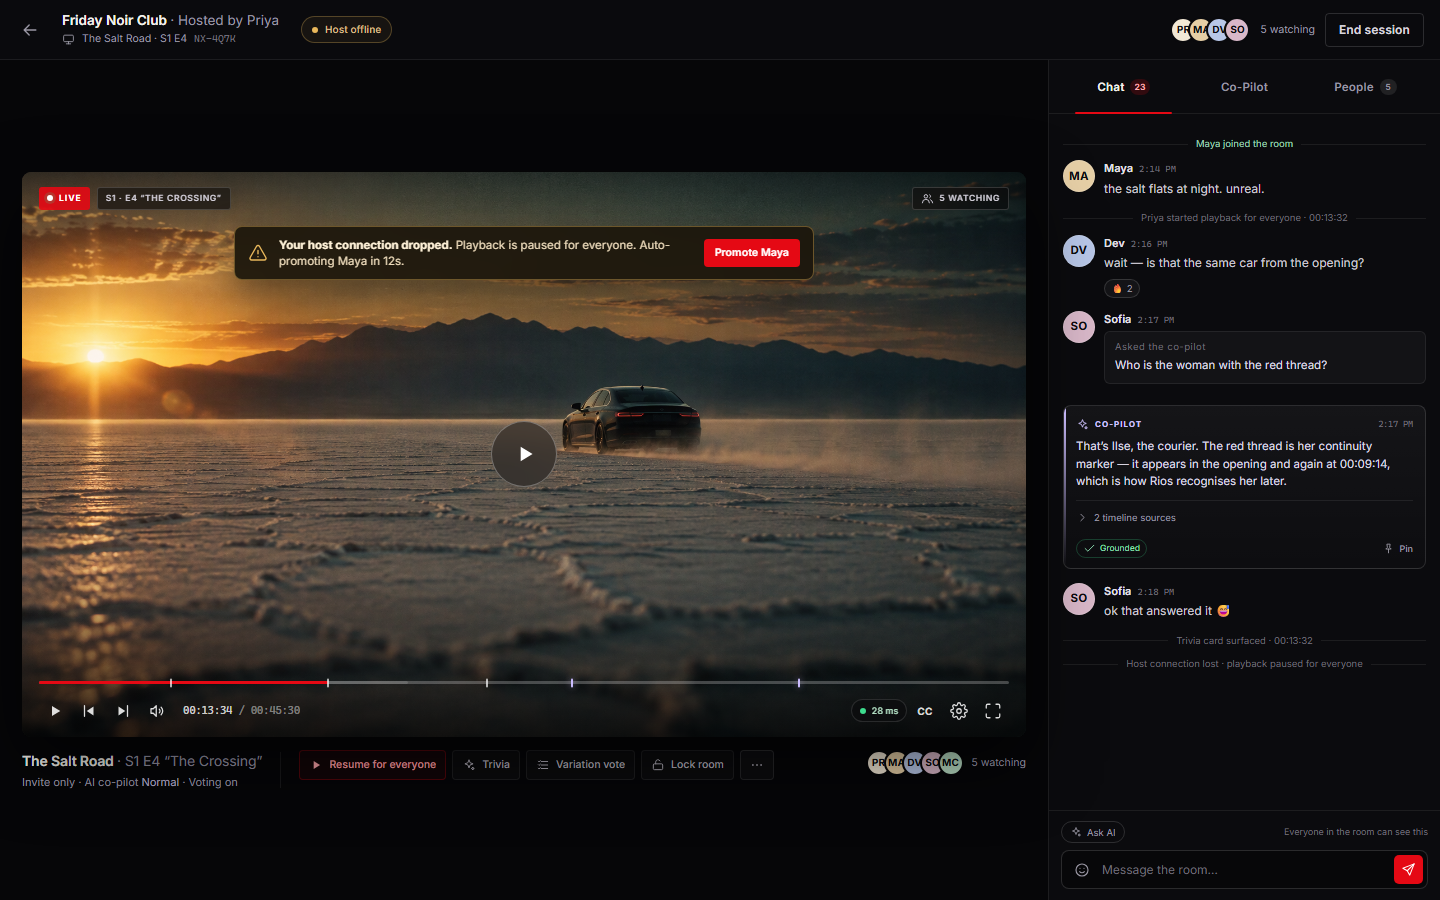 Friday Noir Club · Hosted by Priya
The Salt Road · S1 E4 NX-4Q7K
Host offline
PR MA DV SO
5 watching
End session
LIVE
S1 · E4 “THE CROSSING”
5 WATCHING
Your host connection dropped. Playback is paused for everyone. Auto-
promoting Maya in 12s.
Promote Maya
00:13:34 / 00:45:30
28 ms
CC
The Salt Road · S1 E4 “The Crossing”
Invite only · AI co-pilot Normal · Voting on
Resume for everyone
Trivia
Variation vote
Lock room
PR MA DV SO MC
5 watching
Chat 23
Co-Pilot
People 5
Maya joined the room
MA
Maya 2:14 PM
the salt flats at night. unreal.
Priya started playback for everyone · 00:13:32
DV
Dev 2:16 PM
wait — is that the same car from the opening?
🔥 2
SO
Sofia 2:17 PM
Asked the co-pilot
Who is the woman with the red thread?
CO-PILOT 2:17 PM
That’s Ilse, the courier. The red thread is her continuity
marker — it appears in the opening and again at 00:09:14,
which is how Rios recognises her later.
2 timeline sources
Grounded
Pin
SO
Sofia 2:18 PM
ok that answered it 😅
Trivia card surfaced · 00:13:32
Host connection lost · playback paused for everyone
Ask AI
Everyone in the room can see this
Message the room...